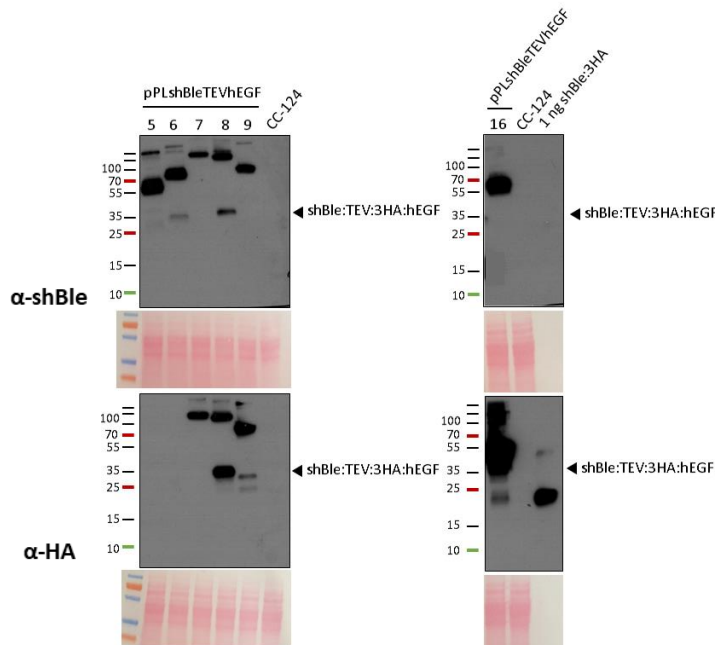 pPLshBleTEVhEGF
5 6 7 8 9 CC-124
100
70
55
35
25
15
10
shBle:TEV:3HA:hEGF
pPLshBleTEVhEGF
16 CC-124 1 ng shBle:3HA
100
70
55
35
25
15
10
shBle:TEV:3HA:hEGF
α-shBle
100
70
55
35
25
15
10
shBle:TEV:3HA:hEGF
100
70
55
35
25
15
10
shBle:TEV:3HA:hEGF
α-HA